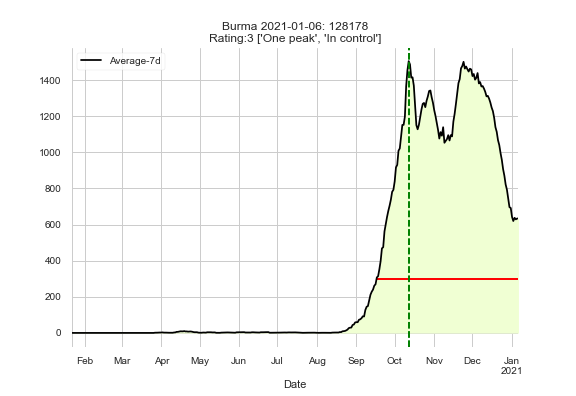 Burma 2021-01-06: 128178
Rating:3 ['One peak', 'In control']
Average-7d
1400
1200
1000
800
600
400
200
0
Feb Mar Apr May Jun Jul Aug Sep Oct Nov Dec Jan
2021
Date